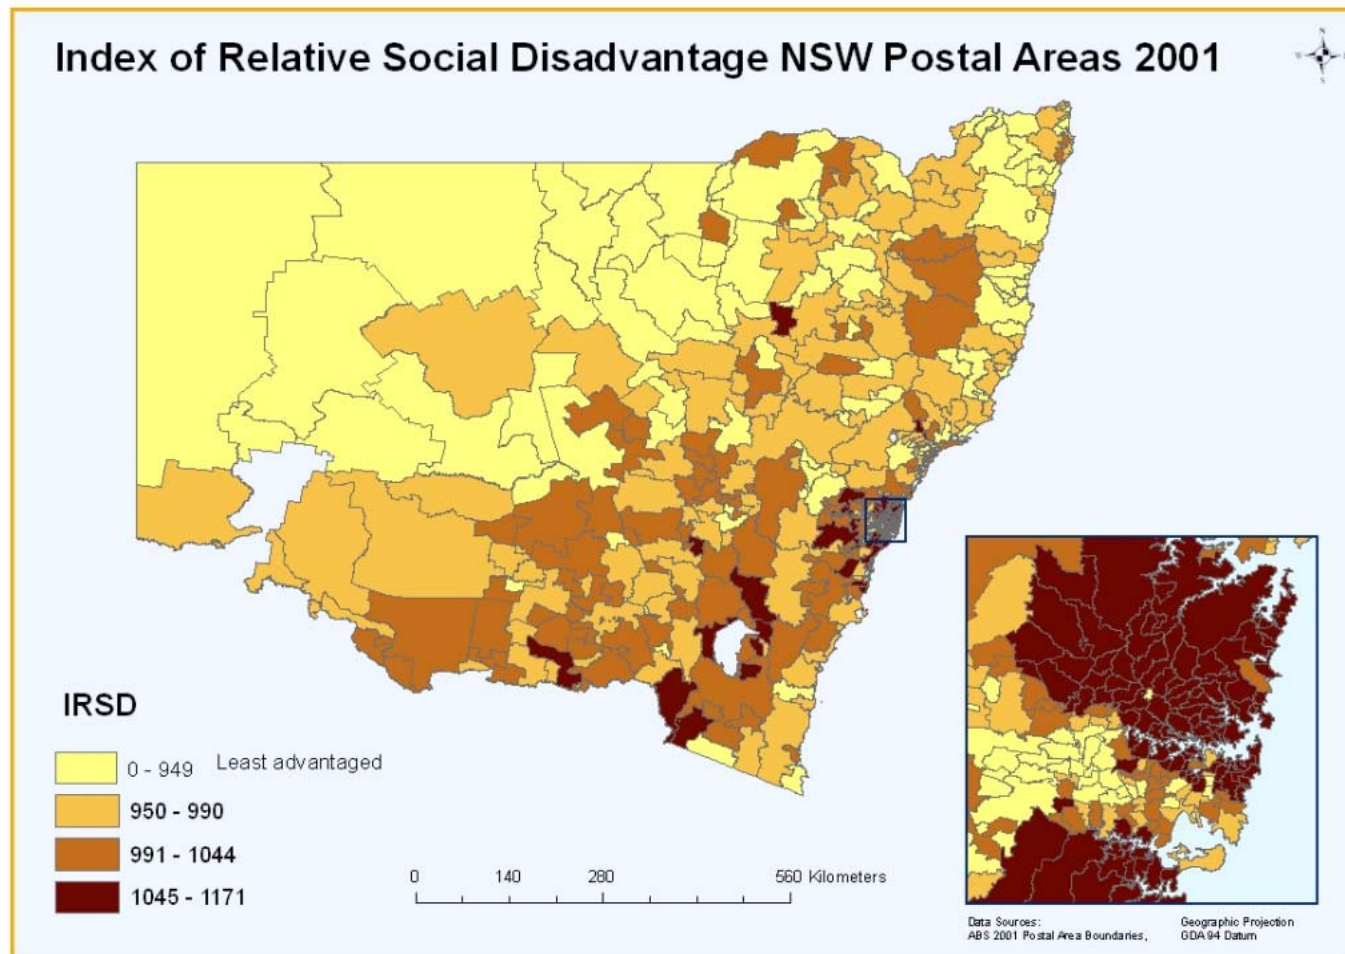 Index of Relative Social Disadvantage NSW Postal Areas 2001
IRSD
0 - 949 Least advantaged
950 - 990
991 - 1044
1045 - 1171
0 140 280 560 Kilometers
Data Sources:
ABS 2001 Postal Area Boundaries,
Geographic Projection
GDA 94 Datum